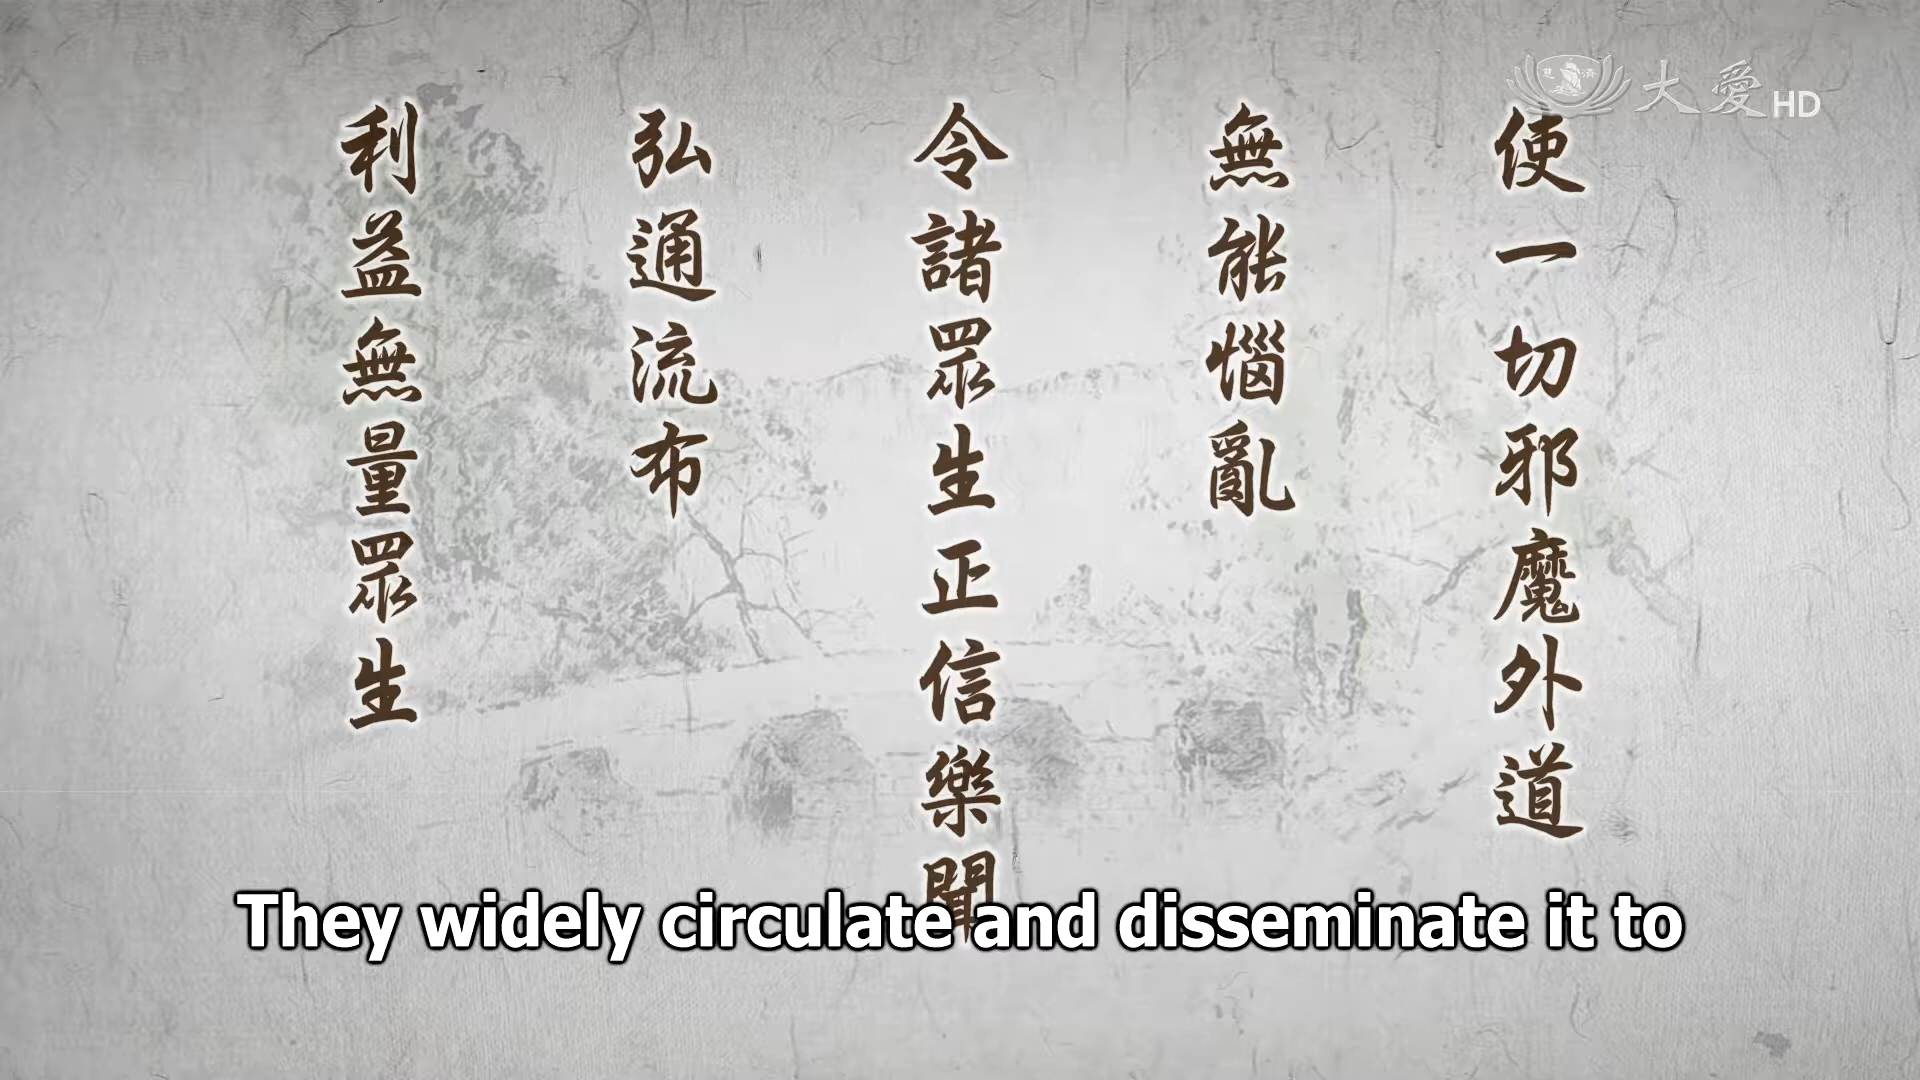 使一切邪魔外道
無能惱亂
令諸眾生正信樂聞
弘通流布
利益無量眾生
慈濟
大愛HD
They widely circulate and disseminate it to